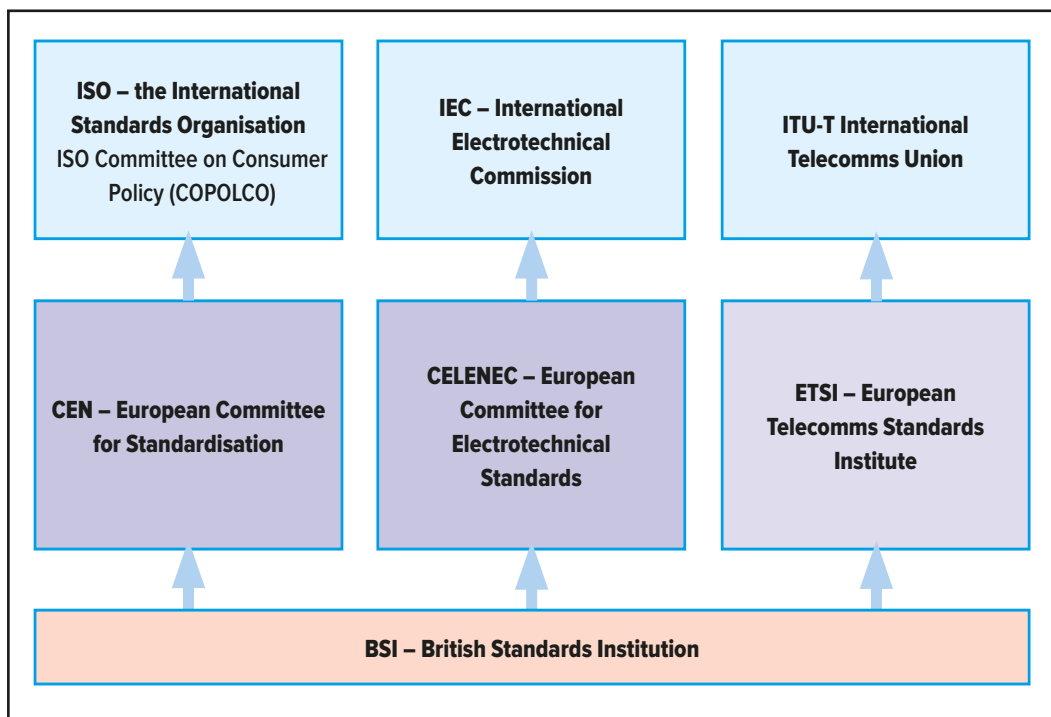 ISO – the International
Standards Organisation
ISO Committee on Consumer
Policy (COPOLCO)
IEC – International
Electrotechnical
Commission
ITU-T International
Telecomms Union
CEN – European Committee
for Standardisation
CELENEC – European
Committee for
Electrotechnical
Standards
ETSI – European
Telecomms Standards
Institute
BSI – British Standards Institution